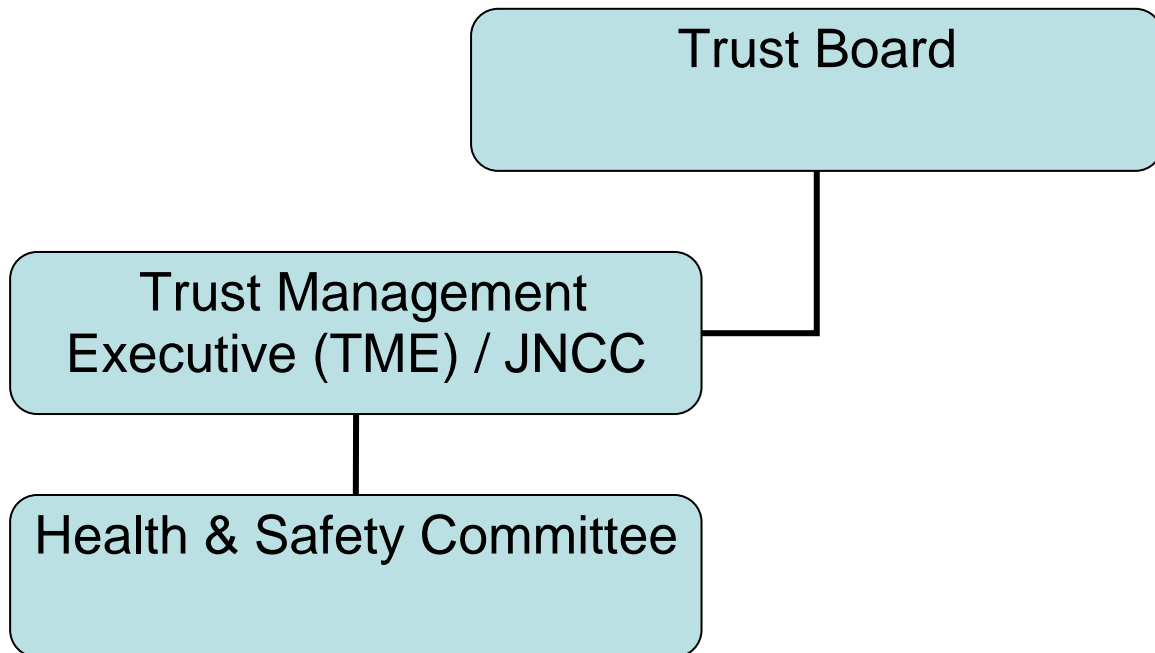 Trust Board
Trust Management
Executive (TME) / JNCC
Health & Safety Committee